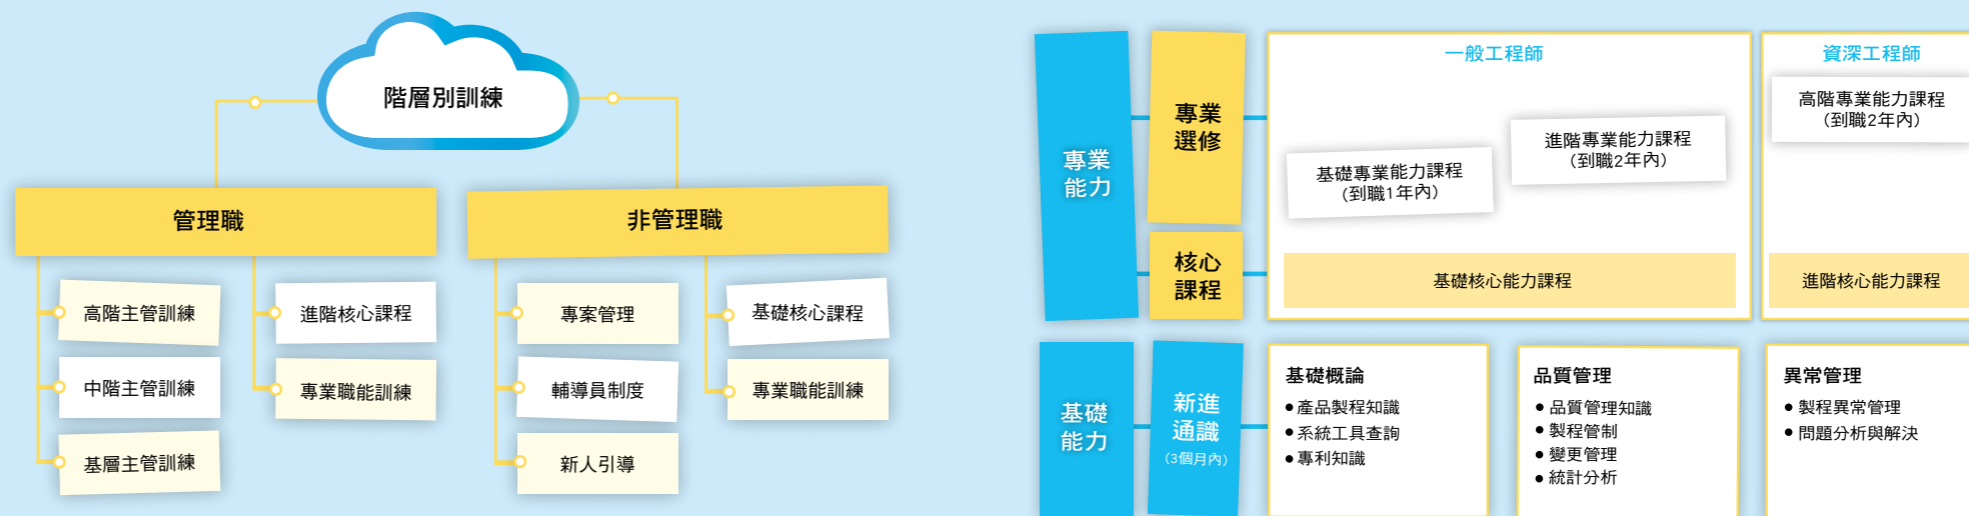 階層別訓練
管理職
高階主管訓練
中階主管訓練
基層主管訓練
進階核心課程
專業職能訓練
非管理職
專案管理
輔導員制度
新人引導
基礎核心課程
專業職能訓練
專業
能力
專業
選修
核心
課程
一般工程師
基礎專業能力課程
(到職1年內)
進階專業能力課程
(到職2年內)
基礎核心能力課程
資深工程師
高階專業能力課程
(到職2年內)
進階核心能力課程
基礎
能力
新進
通識
(3個月內)
基礎概論
●產品製程知識
●系統工具查詢
●專利知識
品質管理
●品質管理知識
●製程管制
●變更管理
●統計分析
異常管理
●製程異常管理
●問題分析與解決